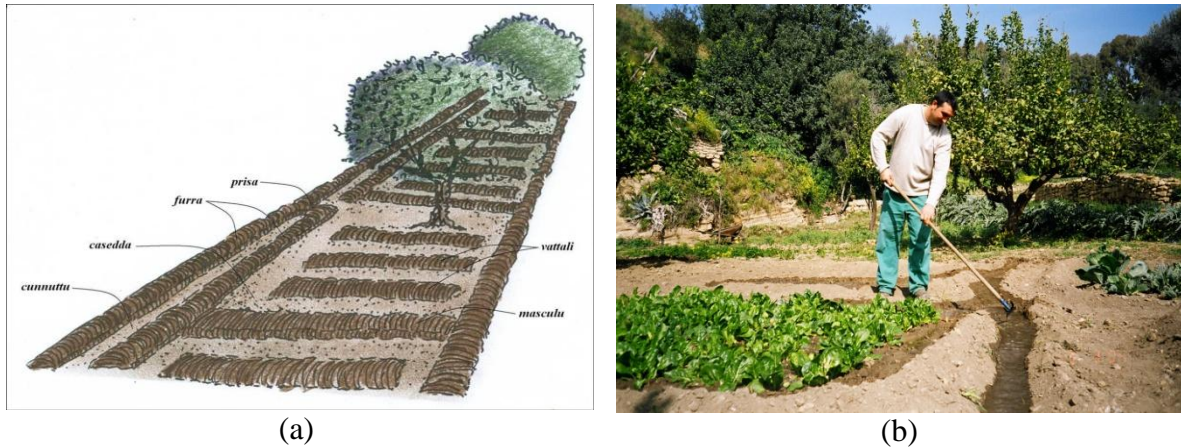 prisa
furra
casedda
vattali
cunnuttu
masculu
(a)
(b)